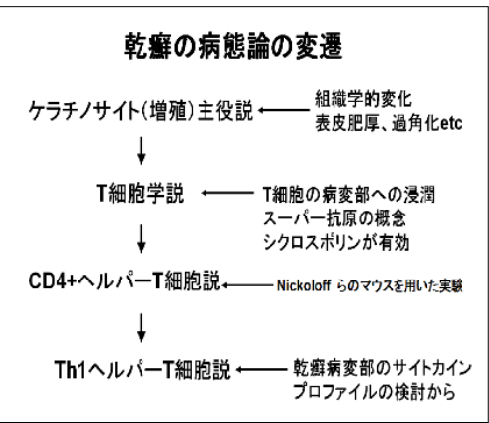 乾癬の病態論の変遷
ケラチノサイト(増殖)主役説
組織学的変化
表皮肥厚、過角化etc
T細胞学説
T細胞の病変部への浸潤
スーパー抗原の概念
シクロスポリンが有効
CD4+ヘルパーT細胞説
Nickoloff らのマウスを用いた実験
Th1ヘルパーT細胞説
乾癬病変部のサイトカイン
プロファイルの検討から